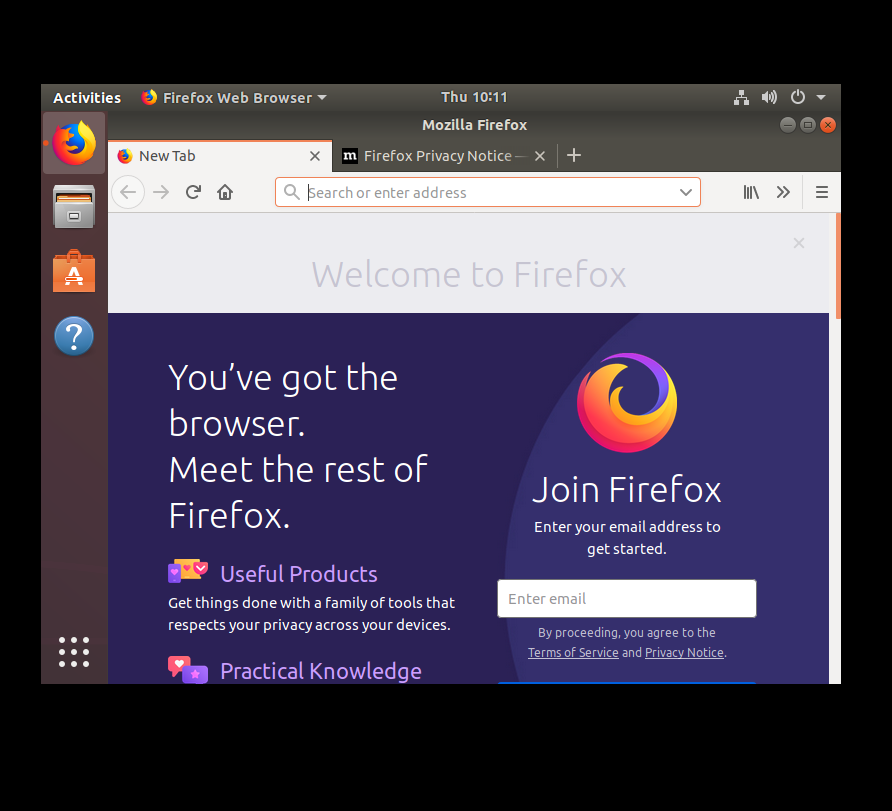 Activities
Firefox Web Browser
Thu 10:11
Mozilla Firefox
New Tab
m
Firefox Privacy Notice —
Search or enter address
Welcome to Firefox
You’ve got the
browser.
Meet the rest of
Firefox.
Useful Products
Get things done with a family of tools that
respects your privacy across your devices.
Practical Knowledge
Join Firefox
Enter your email address to
get started.
Enter email
By proceeding, you agree to the
Terms of Service and Privacy Notice.